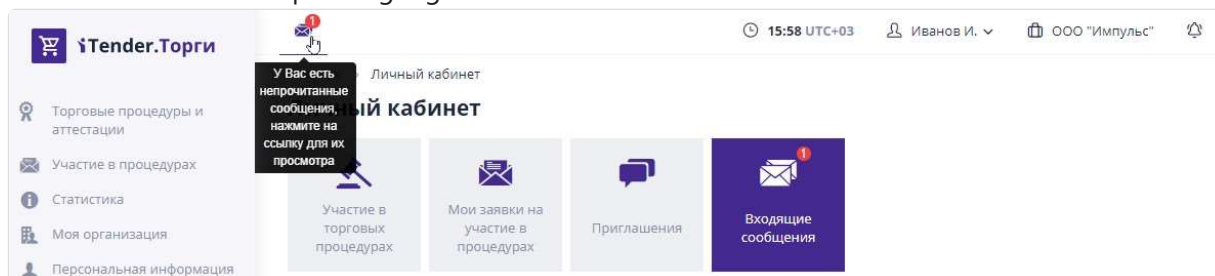 iTender.Торги
1
15:58 UTC+03
Иванов И.
ООО "Импульс"
У Вас есть
непрочитанные
сообщения,
нажмите на
ссылку для их
просмотра
Личный кабинет
ый кабинет
Торговые процедуры и
аттестации
Участие в процедурах
Статистика
Моя организация
Персональная информация
Участие в
торговых
процедурах
Мои заявки на
участие в
процедурах
Приглашения
1
Входящие
сообщения